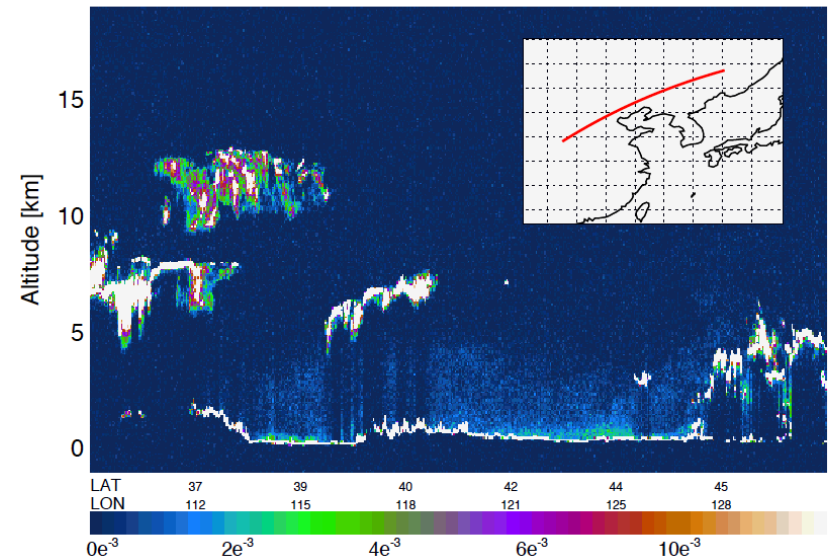 15
10
5
0
Altitude [km]
LAT 37 39 40 42 44 45
LON 112 115 118 121 125 128
0e-3 2e-3 4e-3 6e-3 10e-3